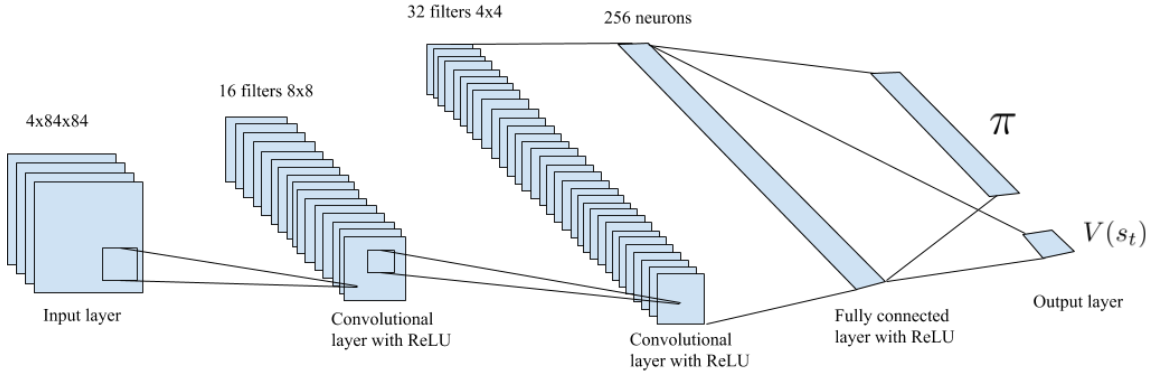 32 filters 4x4
256 neurons
16 filters 8x8
4x84x84
π
V(s_t)
Input layer
Convolutional
layer with ReLU
Convolutional
layer with ReLU
Fully connected
layer with ReLU
Output layer